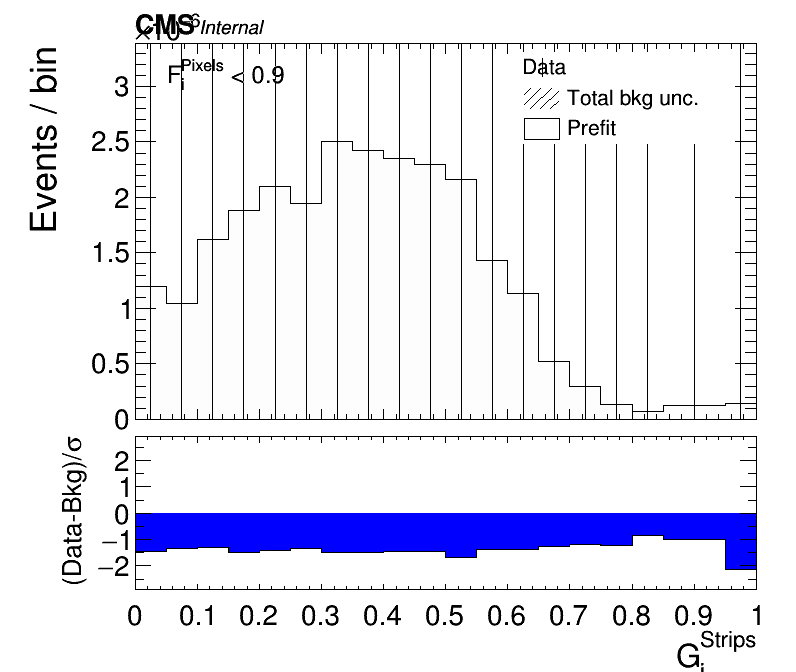 CMS Internal
×10⁻⁶
F_i^Pixels < 0.9
Data
Total bkg unc.
Prefit
Events / bin
3
2.5
2
1.5
1
0.5
0
(Data-Bkg)/σ
2
1
0
−1
−2
0 0.1 0.2 0.3 0.4 0.5 0.6 0.7 0.8 0.9 1
G_i^Strips